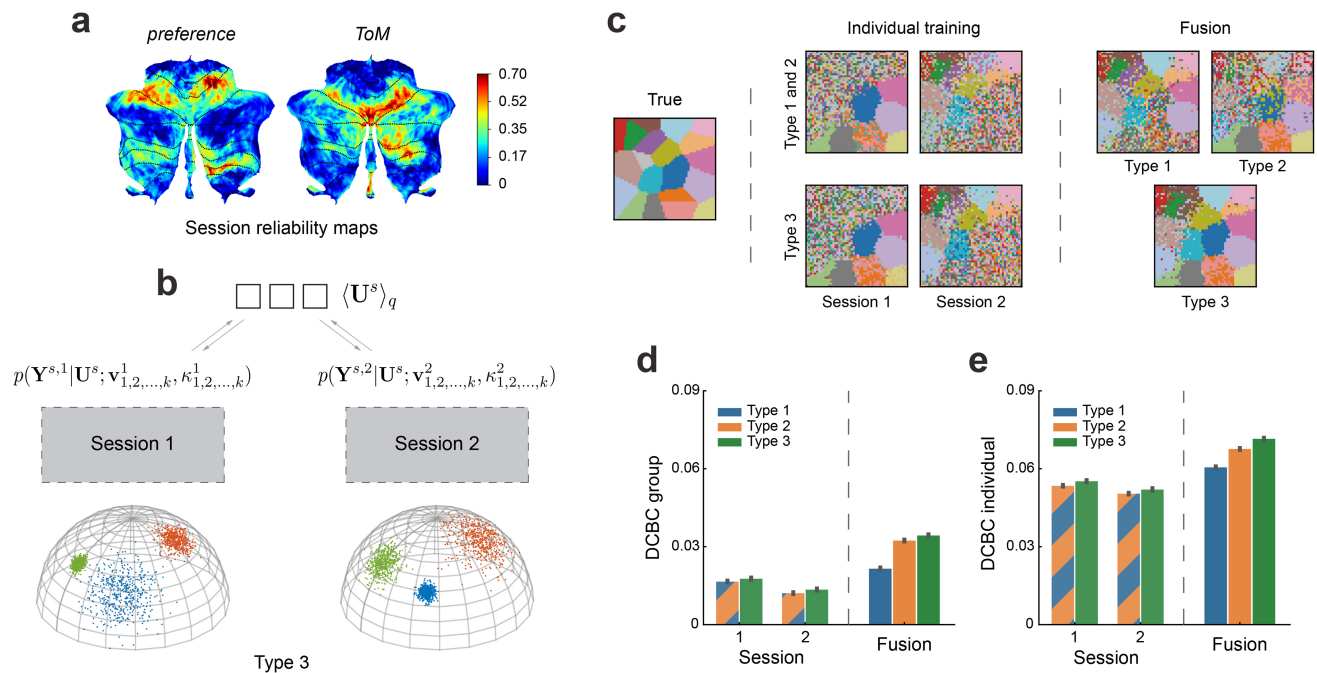 a
preference
ToM
0.70
0.52
0.35
0.17
0
Session reliability maps
b
⟨U^s⟩_q
p(Y^{s,1}|U^s; v^1_{1,2,...,k}, κ^1_{1,2,...,k})
p(Y^{s,2}|U^s; v^2_{1,2,...,k}, κ^2_{1,2,...,k})
Session 1
Session 2
Type 3
c
Individual training
Fusion
True
Type 1 and 2
Type 1
Type 2
Type 3
Session 1
Session 2
Type 3
d
0.09
0.06
0.03
0
DCBC group
Type 1
Type 2
Type 3
1
2
Session
Fusion
e
0.09
0.06
0.03
0
DCBC individual
Type 1
Type 2
Type 3
1
2
Session
Fusion